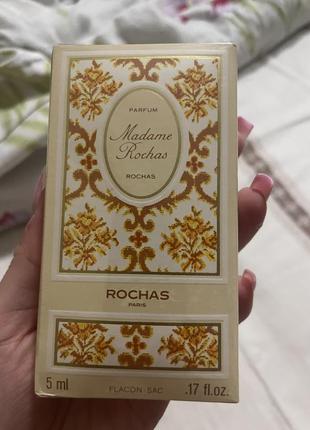 PARFUM
Madame
Rochas
ROCHAS
ROCHAS
PARIS
5 ml
FLACON-SAC
.17 fl.oz.